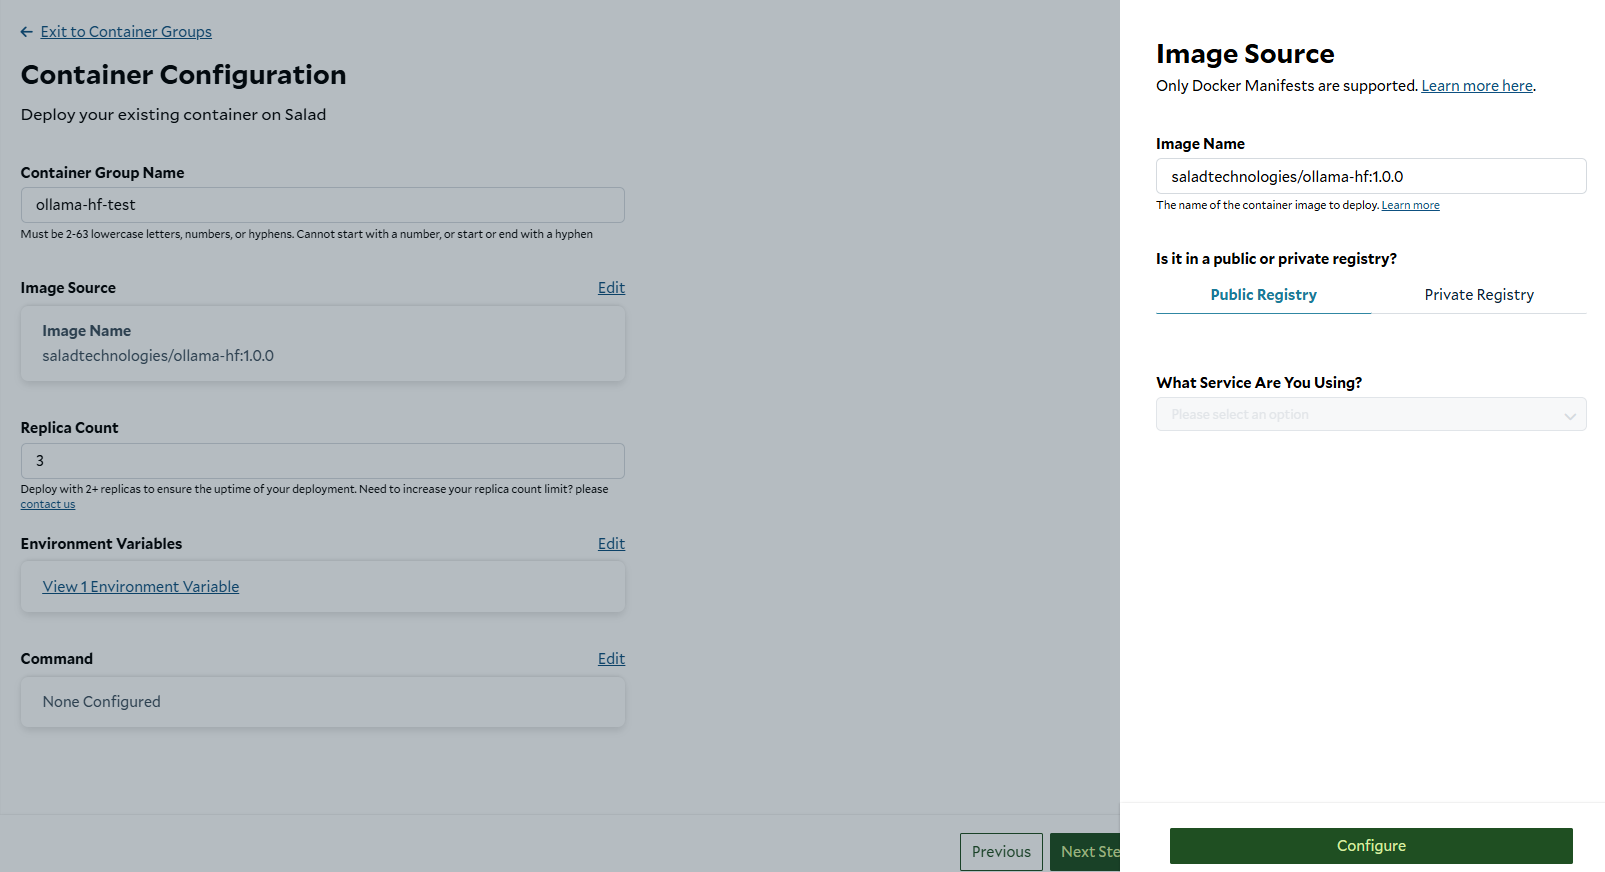 Exit to Container Groups
Container Configuration
Deploy your existing container on Salad
Container Group Name
ollama-hf-test
Must be 2-63 lowercase letters, numbers, or hyphens. Cannot start with a number, or start or end with a hyphen
Image Source
Edit
Image Name
saladtechnologies/ollama-hf:1.0.0
Replica Count
3
Deploy with 2+ replicas to ensure the uptime of your deployment. Need to increase your replica count limit? please
contact us
Environment Variables
Edit
View 1 Environment Variable
Command
Edit
None Configured
Previous
Next Ste
Image Source
Only Docker Manifests are supported. Learn more here.
Image Name
saladtechnologies/ollama-hf:1.0.0
The name of the container image to deploy. Learn more
Is it in a public or private registry?
Public Registry
Private Registry
What Service Are You Using?
Please select an option
Configure